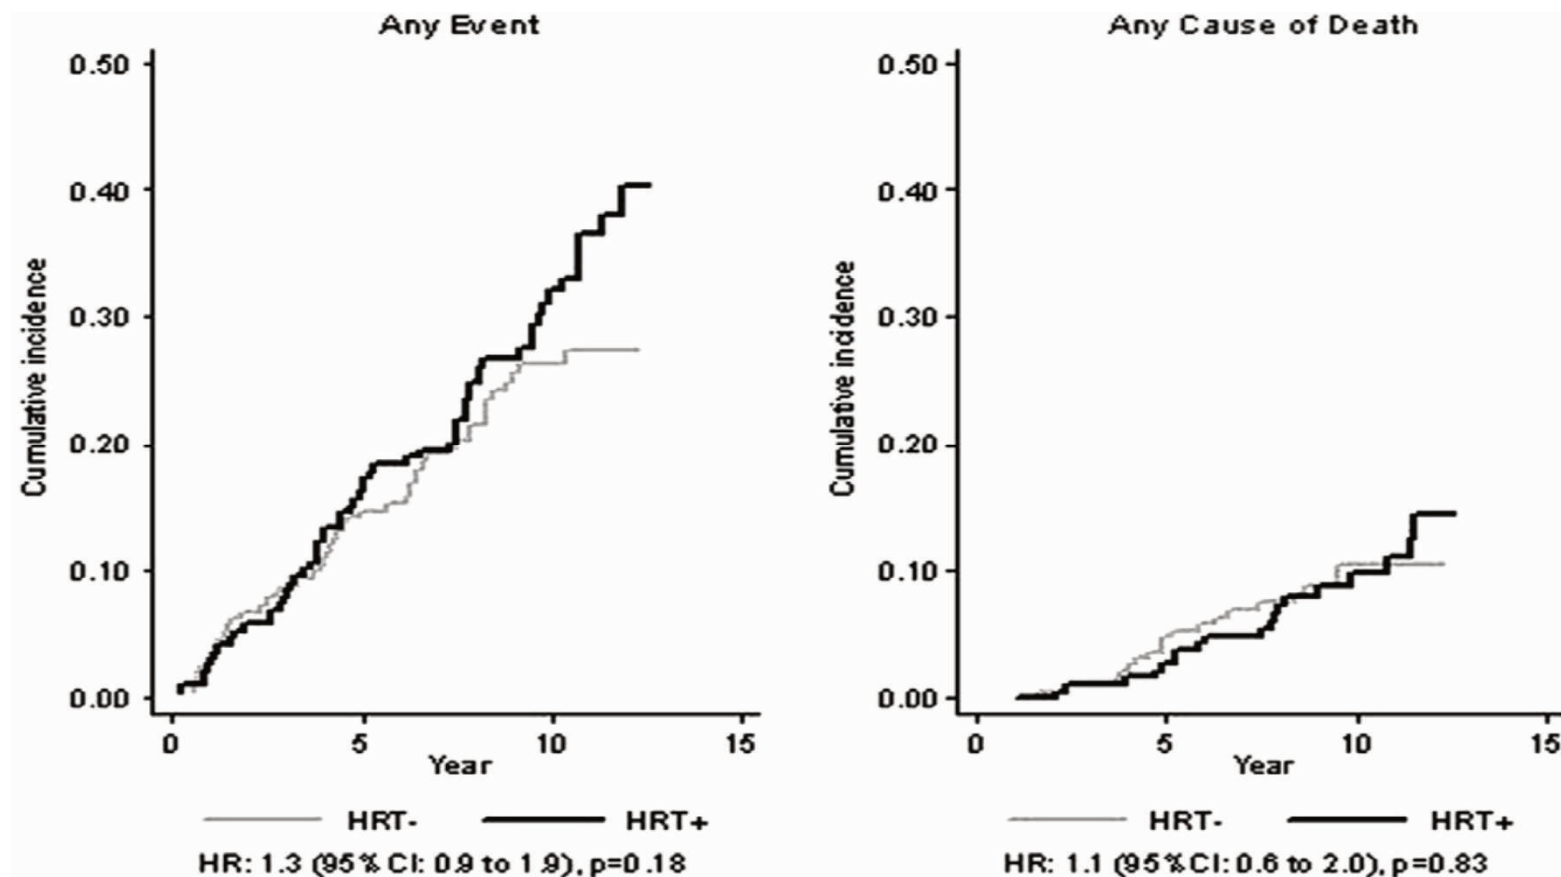 Any Event
Cumulative incidence
0.50
0.40
0.30
0.20
0.10
0.00
0 5 10 15
Year
HRT- HRT+
HR: 1.3 (95% CI: 0.9 to 1.9), p=0.18
Any Cause of Death
Cumulative incidence
0.50
0.40
0.30
0.20
0.10
0.00
0 5 10 15
Year
HRT- HRT+
HR: 1.1 (95% CI: 0.6 to 2.0), p=0.83